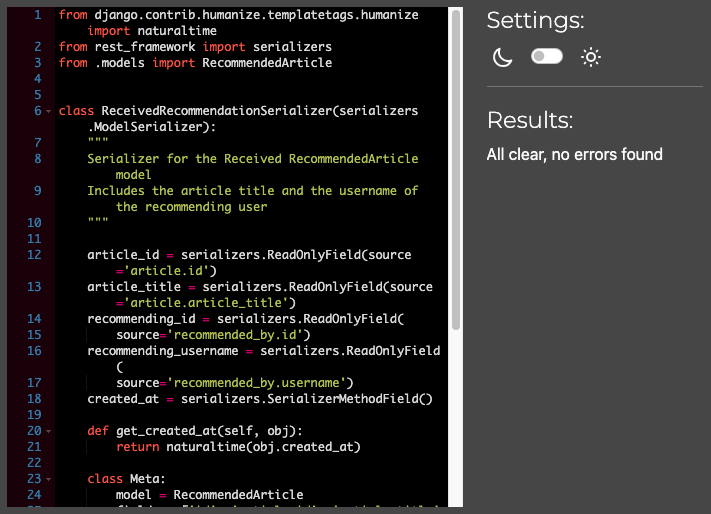 1 from django.contrib.humanize.templatetags.humanize
import naturaltime
2 from rest_framework import serializers
3 from .models import RecommendedArticle
4
5
6 class ReceivedRecommendationSerializer(serializers
.ModelSerializer):
7 """
8 Serializer for the Received RecommendedArticle
model
9 Includes the article title and the username of
the recommending user
10 """
11
12 article_id = serializers.ReadOnlyField(source
='article.id')
13 article_title = serializers.ReadOnlyField(source
='article.article_title')
14 recommending_id = serializers.ReadOnlyField(
15 source='recommended_by.id')
16 recommending_username = serializers.ReadOnlyField
(
17 source='recommended_by.username')
18 created_at = serializers.SerializerMethodField()
19
20 def get_created_at(self, obj):
21 return naturaltime(obj.created_at)
22
23 class Meta:
24 model = RecommendedArticle
Settings:
Results:
All clear, no errors found